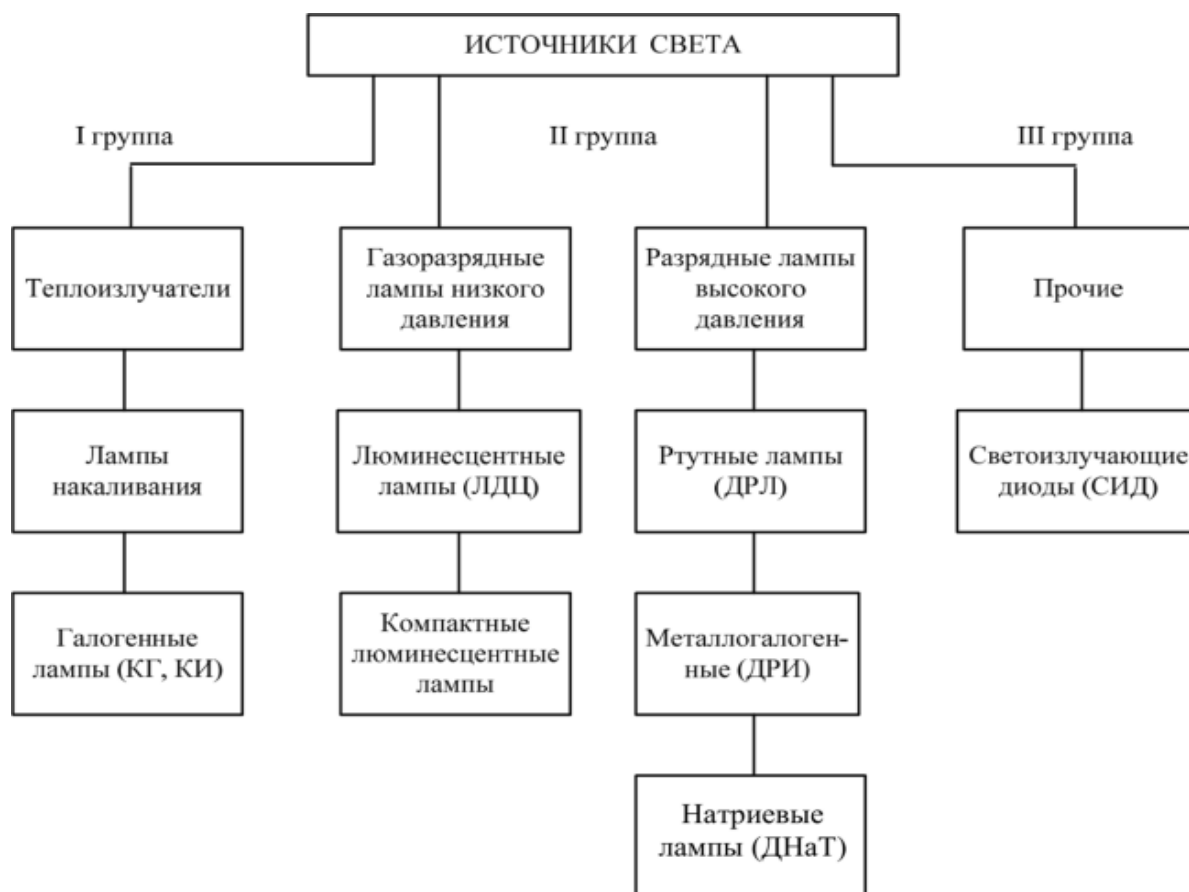 ИСТОЧНИКИ СВЕТА
I группа
II группа
III группа
Теплоизлучатели
Газоразрядные
лампы низкого
давления
Разрядные лампы
высокого
давления
Прочие
Лампы
накаливания
Люминесцентные
лампы (ЛДЦ)
Ртутные лампы
(ДРЛ)
Светоизлучающие
диоды (СИД)
Галогенные
лампы (КГ, КИ)
Компактные
люминесцентные
лампы
Металлогалоген-
ные (ДРИ)
Натриевые
лампы (ДНаТ)